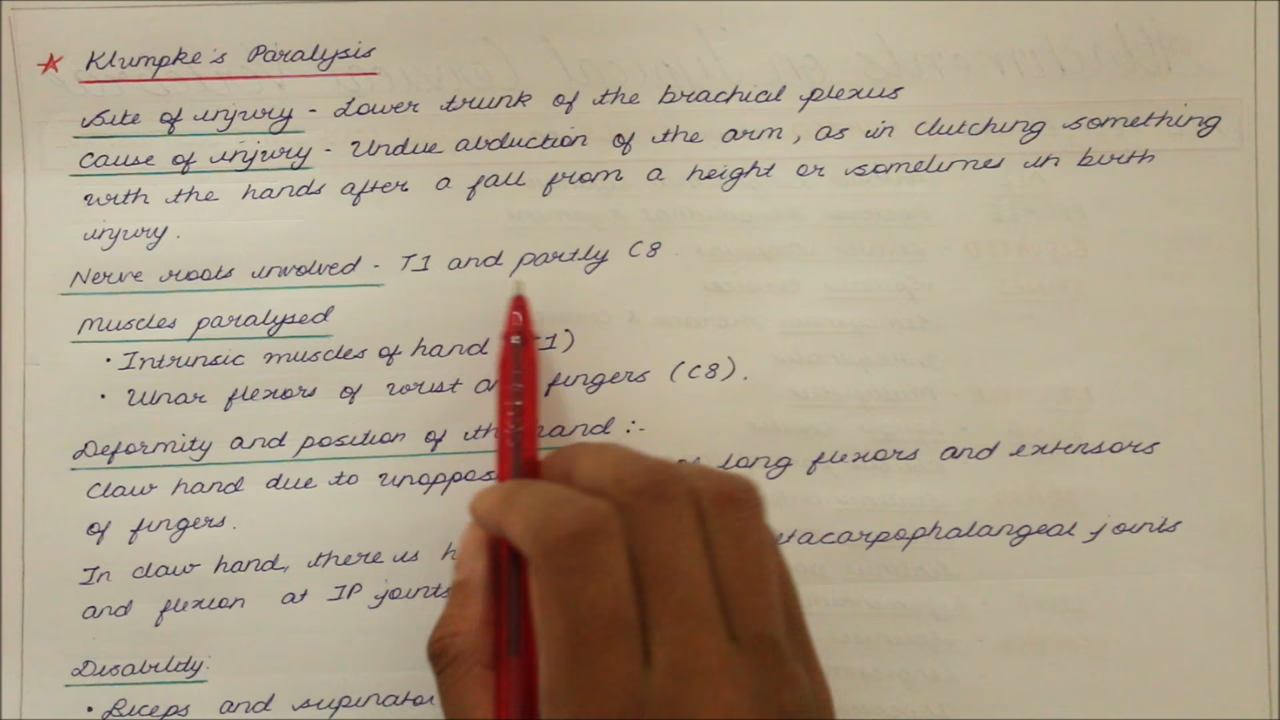 ★ Klumpke's Paralysis
Site of injury - Lower trunk of the brachial plexus
Cause of injury - Undue abduction of the arm, as in clutching something
with the hands after a fall from a height or sometimes in birth
injury.
Nerve roots involved - T1 and partly C8
Muscles paralysed
• Intrinsic muscles of hand
• Ulnar flexors of wrist fingers (C8).
Deformity and position of the hand :-
Claw hand due to long flexors and extensors
of fingers.
In claw hand, there is joints
and flexion at IP joints
Disability:
• Biceps and supinator